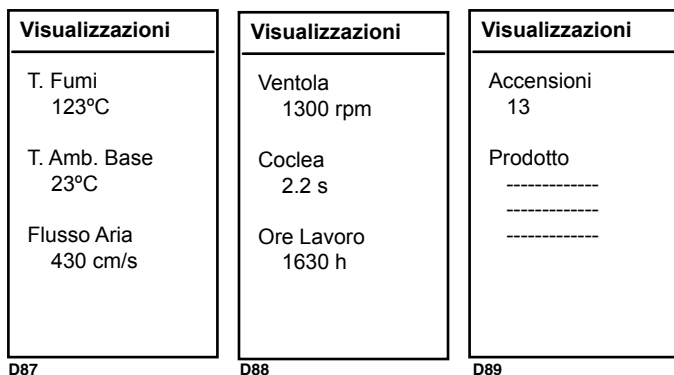 Visualizzazioni
T. Fumi
123ºC
T. Amb. Base
23ºC
Flusso Aria
430 cm/s
D87
Visualizzazioni
Ventola
1300 rpm
Coclea
2.2 s
Ore Lavoro
1630 h
D88
Visualizzazioni
Accensioni
13
Prodotto
-------------
-------------
-------------
D89